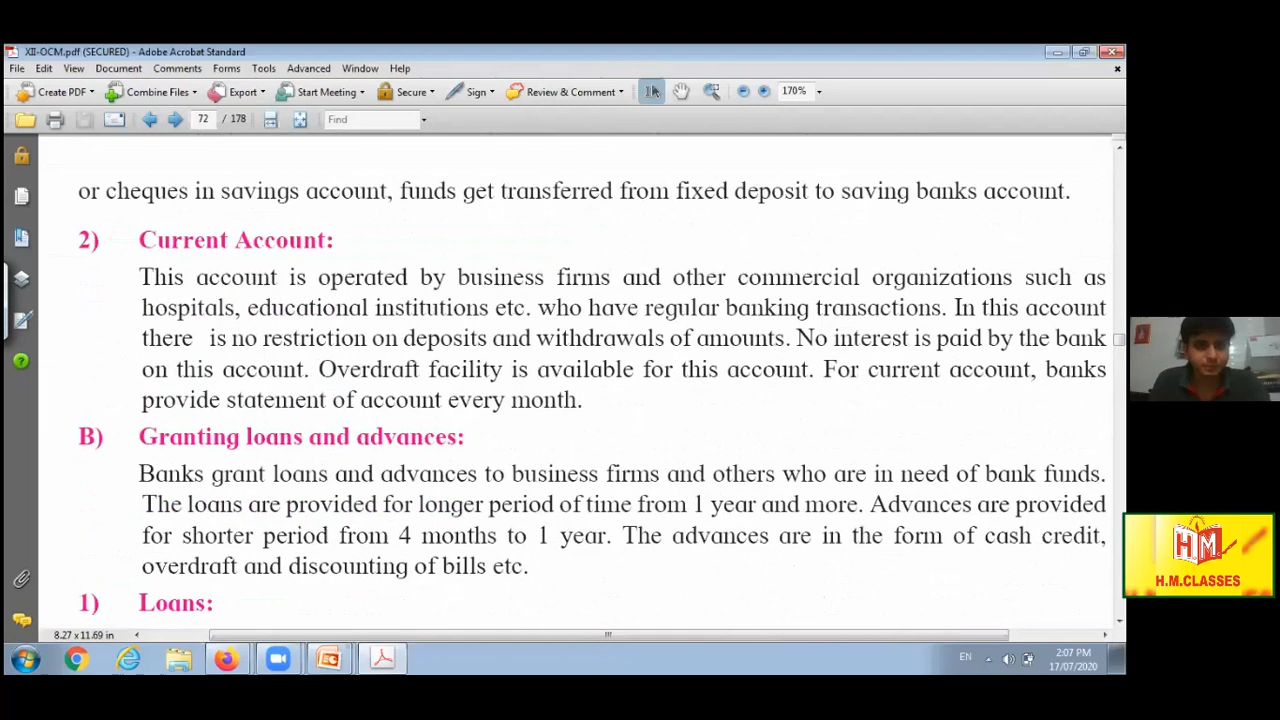 XII-OCM.pdf (SECURED) - Adobe Acrobat Standard
File Edit View Document Comments Forms Tools Advanced Window Help
Create PDF Combine Files Export Start Meeting Secure Sign Review & Comment 170%
72 / 178 Find
or cheques in savings account, funds get transferred from fixed deposit to saving banks account.
2) Current Account:
This account is operated by business firms and other commercial organizations such as
hospitals, educational institutions etc. who have regular banking transactions. In this account
there is no restriction on deposits and withdrawals of amounts. No interest is paid by the bank
on this account. Overdraft facility is available for this account. For current account, banks
provide statement of account every month.
B) Granting loans and advances:
Banks grant loans and advances to business firms and others who are in need of bank funds.
The loans are provided for longer period of time from 1 year and more. Advances are provided
for shorter period from 4 months to 1 year. The advances are in the form of cash credit,
overdraft and discounting of bills etc.
1) Loans:
8.27 x 11.69 in
EN
2:07 PM
17/07/2020
HM
H.M.CLASSES